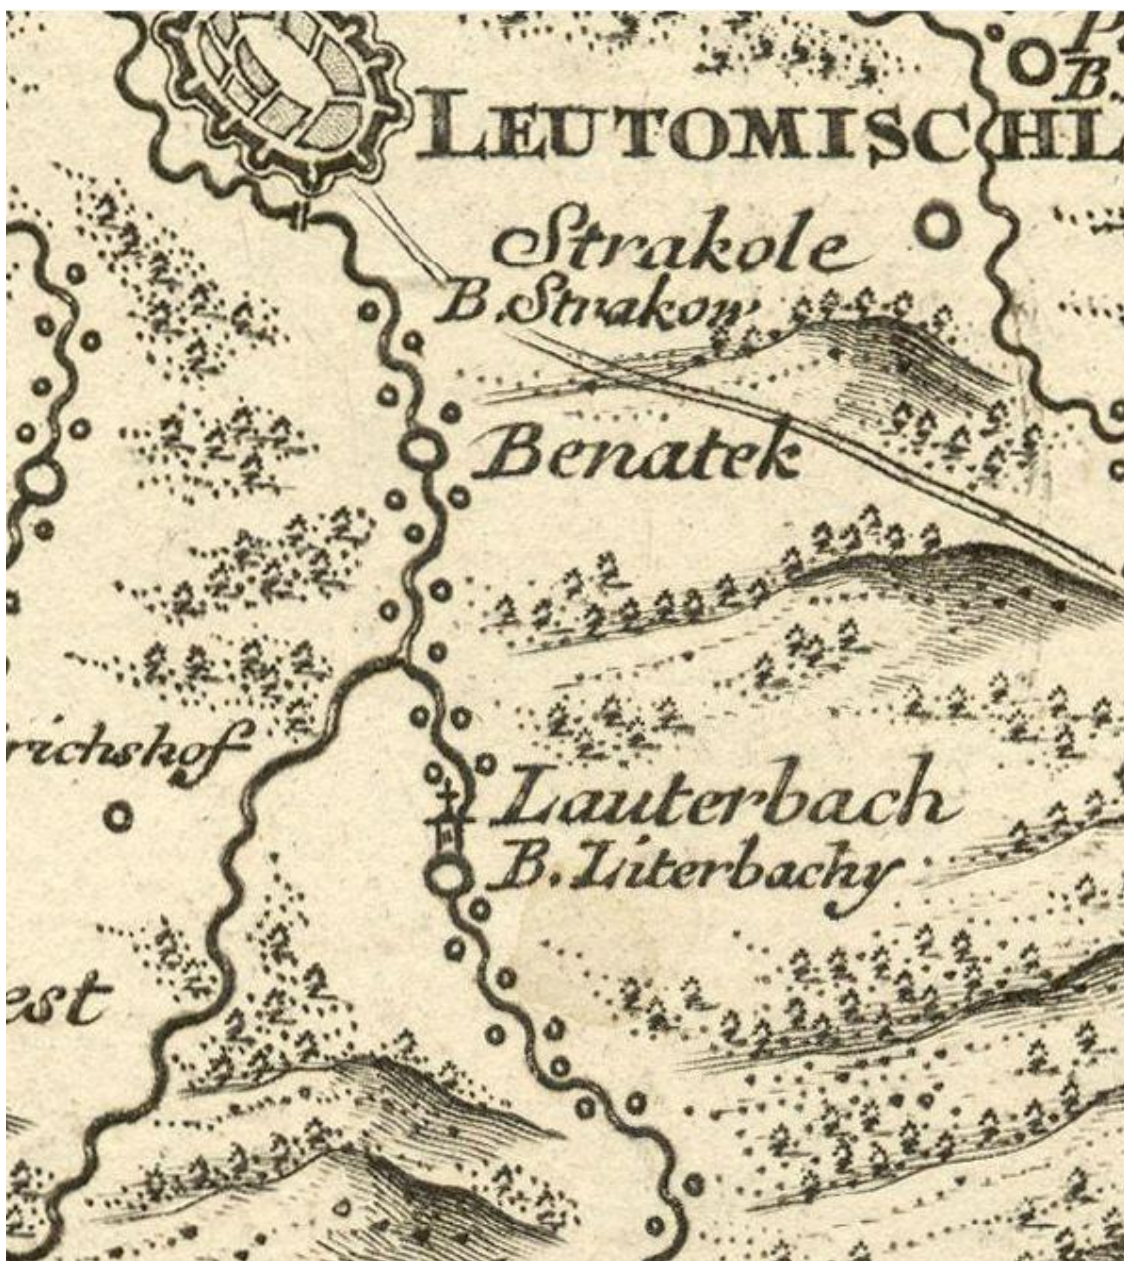 P
B.
LEUTOMISCHL
Strakole
B. Strakow
Benatek
richshof
Lauterbach
B. Literbachy
est